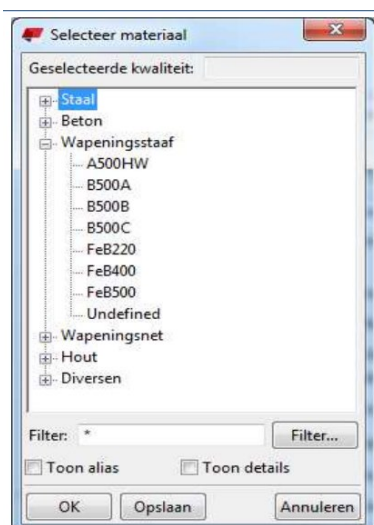 Selecteer materiaal
Geselecteerde kwaliteit:
Staal
Beton
Wapeningsstaaf
A500HW
B500A
B500B
B500C
FeB220
FeB400
FeB500
Undefined
Wapeningsnet
Hout
Diversen
Filter: * Filter...
Toon alias Toon details
OK Opslaan Annuleren